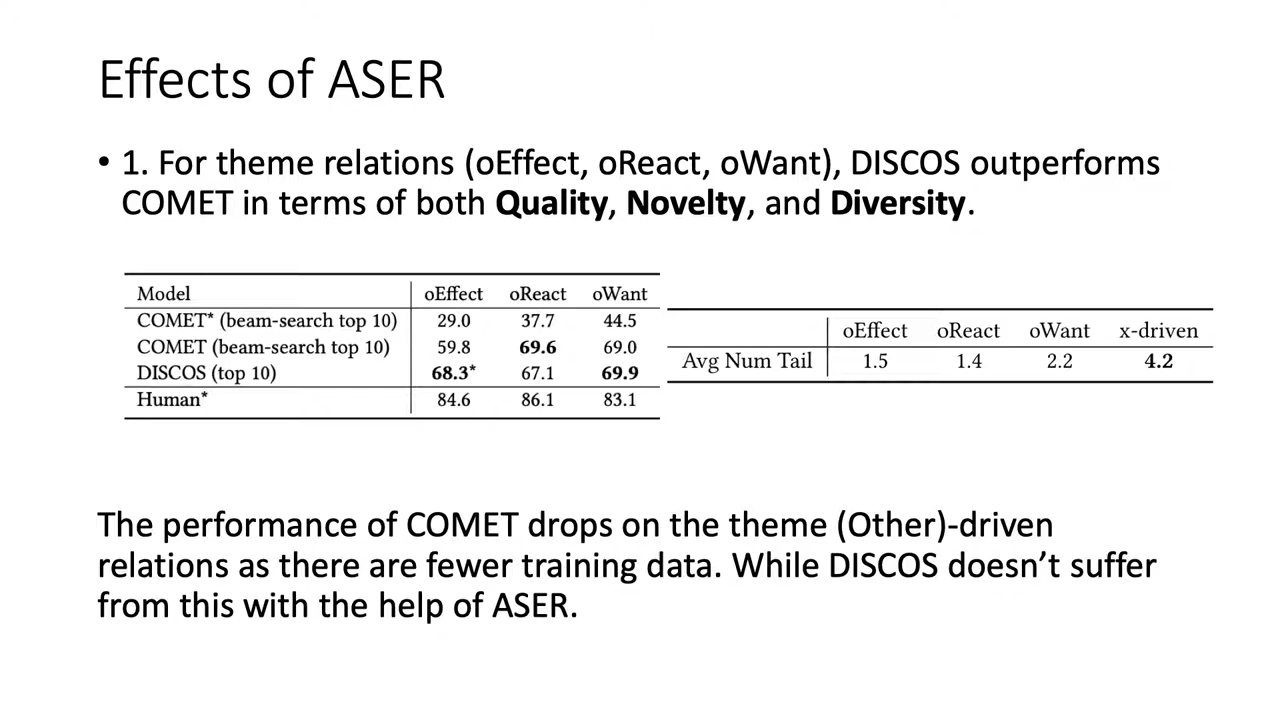 Effects of ASER
• 1. For theme relations (oEffect, oReact, oWant), DISCOS outperforms
COMET in terms of both Quality, Novelty, and Diversity.
Model oEffect oReact oWant
COMET* (beam-search top 10) 29.0 37.7 44.5
COMET (beam-search top 10) 59.8 69.6 69.0
DISCOS (top 10) 68.3* 67.1 69.9
Human* 84.6 86.1 83.1
oEffect oReact oWant x-driven
Avg Num Tail 1.5 1.4 2.2 4.2
The performance of COMET drops on the theme (Other)-driven
relations as there are fewer training data. While DISCOS doesn’t suffer
from this with the help of ASER.